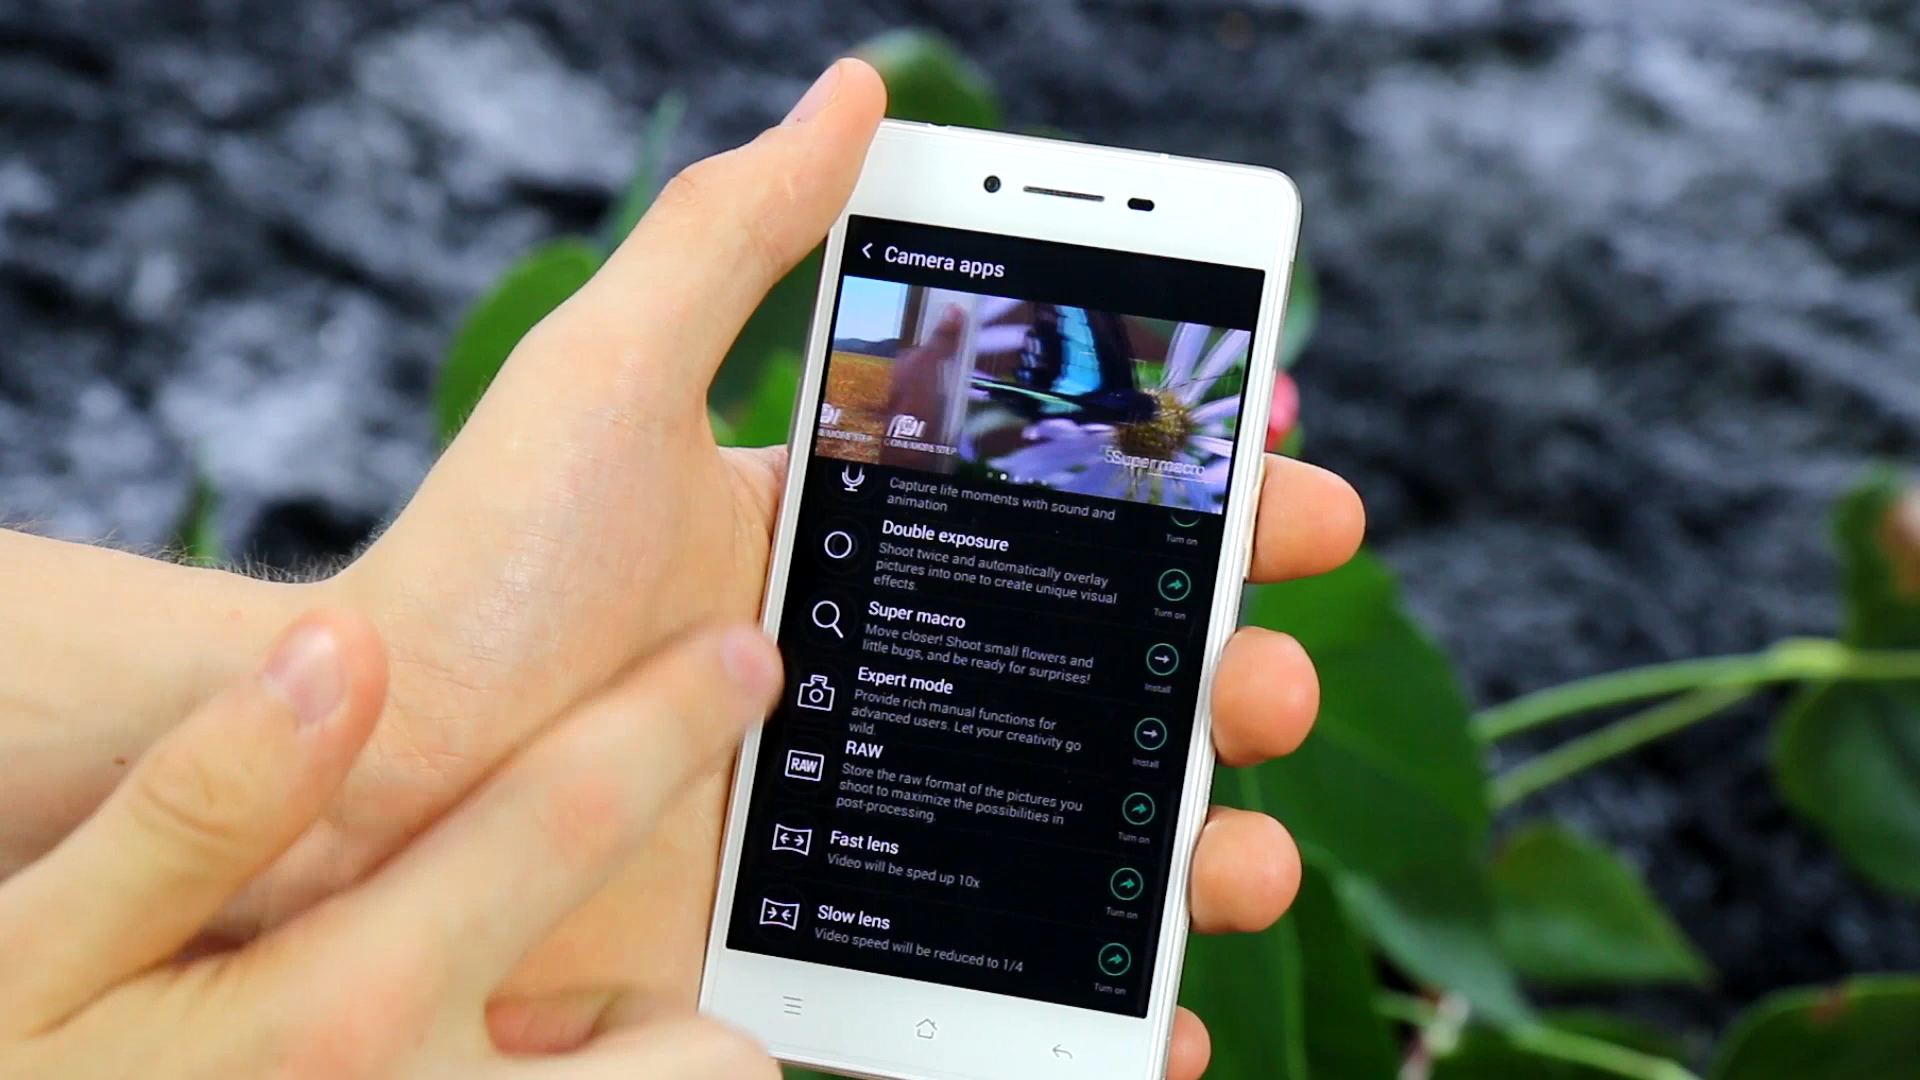 Camera apps
5Super macro
Capture life moments with sound and
animation
Turn on
Double exposure
Shoot twice and automatically overlay
pictures into one to create unique visual
effects.
Turn on
Super macro
Move closer! Shoot small flowers and
little bugs, and be ready for surprises!
Install
Expert mode
Provide rich manual functions for
advanced users. Let your creativity go
wild.
Install
RAW
RAW
Store the raw format of the pictures you
shoot to maximize the possibilities in
post-processing.
Turn on
Fast lens
Video will be sped up 10x
Turn on
Slow lens
Video speed will be reduced to 1/4
Turn on